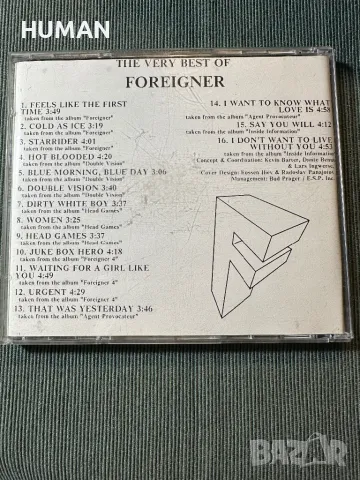 HUMAN
THE VERY BEST OF
FOREIGNER
1. FEELS LIKE THE FIRST
TIME 3:49
taken from the album "Foreigner"
2. COLD AS ICE 3:19
taken from the album "Foreigner"
3. STARRIDER 4:01
taken from the album "Foreigner"
4. HOT BLOODED 4:20
taken from the album "Double Vision"
5. BLUE MORNING, BLUE DAY 3:06
taken from the album "Double Vision"
6. DOUBLE VISION 3:40
taken from the album "Double Vision"
7. DIRTY WHITE BOY 3:37
taken from the album "Head Games"
8. WOMEN 3:25
taken from the album "Head Games"
9. HEAD GAMES 3:37
taken from the album "Head Games"
10. JUKE BOX HERO 4:18
taken from the album "Foreigner 4"
11. WAITING FOR A GIRL LIKE
YOU 4:49
taken from the album "Foreigner 4"
12. URGENT 4:29
taken from the album "Foreigner 4"
13. THAT WAS YESTERDAY 3:46
taken from the album "Agent Provocateur"
14. I WANT TO KNOW WHAT
LOVE IS 4:58
taken from the album "Agent Provocateur"
15. SAY YOU WILL 4:12
taken from the album "Inside Information"
16. I DON'T WANT TO LIVE
WITHOUT YOU 4:53
taken from the album "Inside Information"
Concept & Coordination: Kevin
& Lars
Cover Design: Rossen Iliev & Radoslav
Management: Bud Prager / E.S.P. Inc.
BAZAR
bg